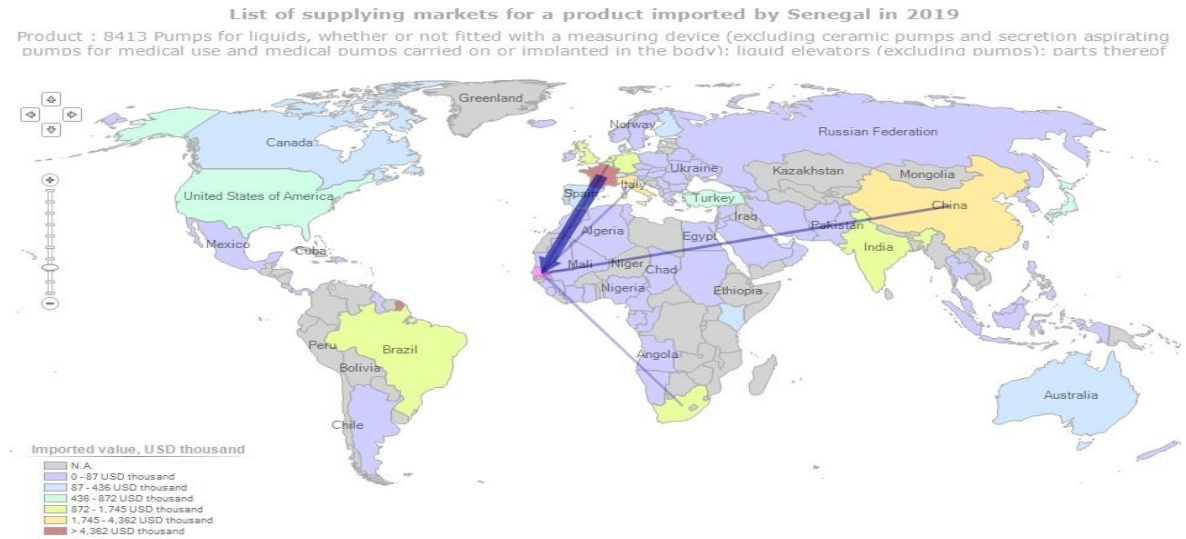 List of supplying markets for a product imported by Senegal in 2019
Product : 8413 Pumps for liquids, whether or not fitted with a measuring device (excluding ceramic pumps and secretion aspirating
pumps for medical use and medical pumps carried on or implanted in the body); liquid elevators (excluding pumps); parts thereof
Greenland
Norway
Russian Federation
Canada
Ukraine
Kazakhstan
Mongolia
United States of America
Spain
Italy
Turkey
China
Iraq
Mexico
Algeria
Egypt
Pakistan
India
Cuba
Mali
Niger
Chad
Nigeria
Ethiopia
Peru
Brazil
Angola
Bolivia
Australia
Chile
Imported value, USD thousand
N.A.
0 - 87 USD thousand
87 - 436 USD thousand
436 - 872 USD thousand
872 - 1,745 USD thousand
1,745 - 4,362 USD thousand
> 4,362 USD thousand